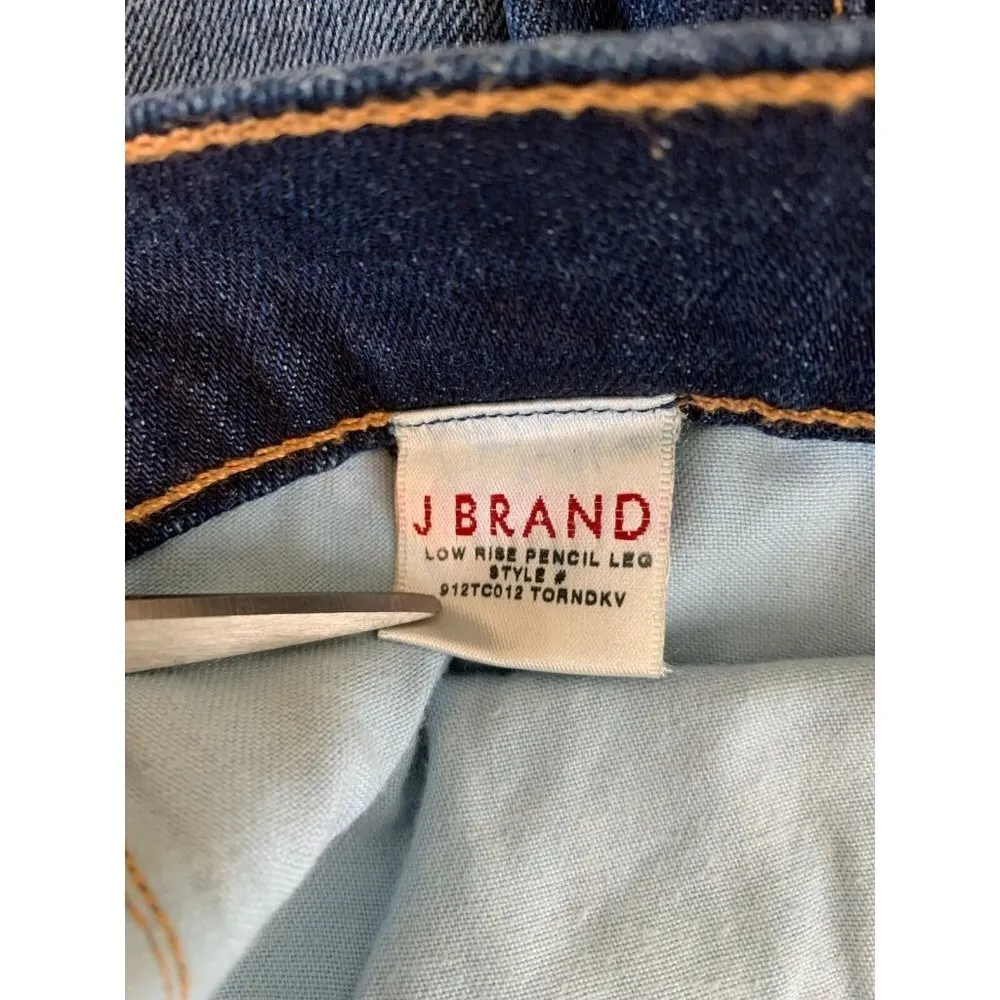 J BRAND
LOW RISE PENCIL LEG
STYLE #
912TC012 TORNDKV